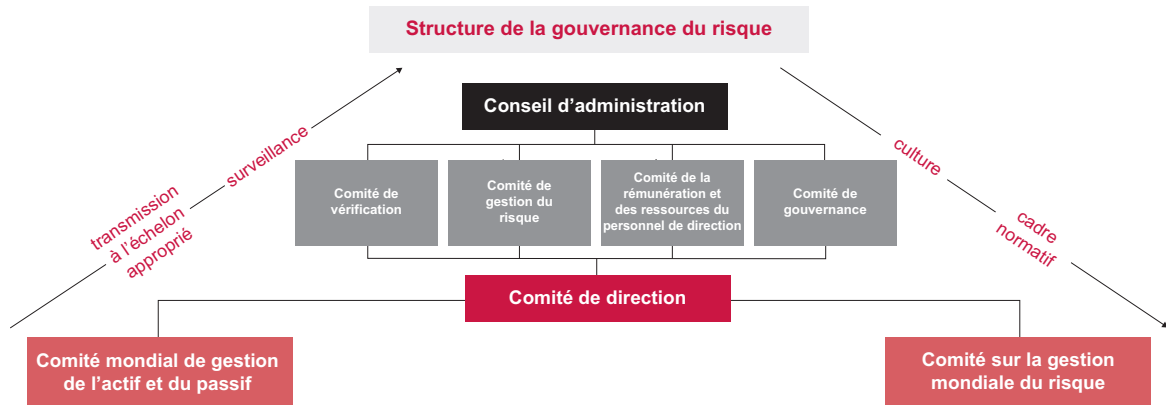 Structure de la gouvernance du risque
Conseil d'administration
surveillance
transmission
à l'échelon
approprié
culture
cadre
normatif
Comité de
vérification
Comité de
gestion du
risque
Comité de la
rémunération et
des ressources du
personnel de direction
Comité de
gouvernance
Comité de direction
Comité mondial de gestion
de l'actif et du passif
Comité sur la gestion
mondiale du risque